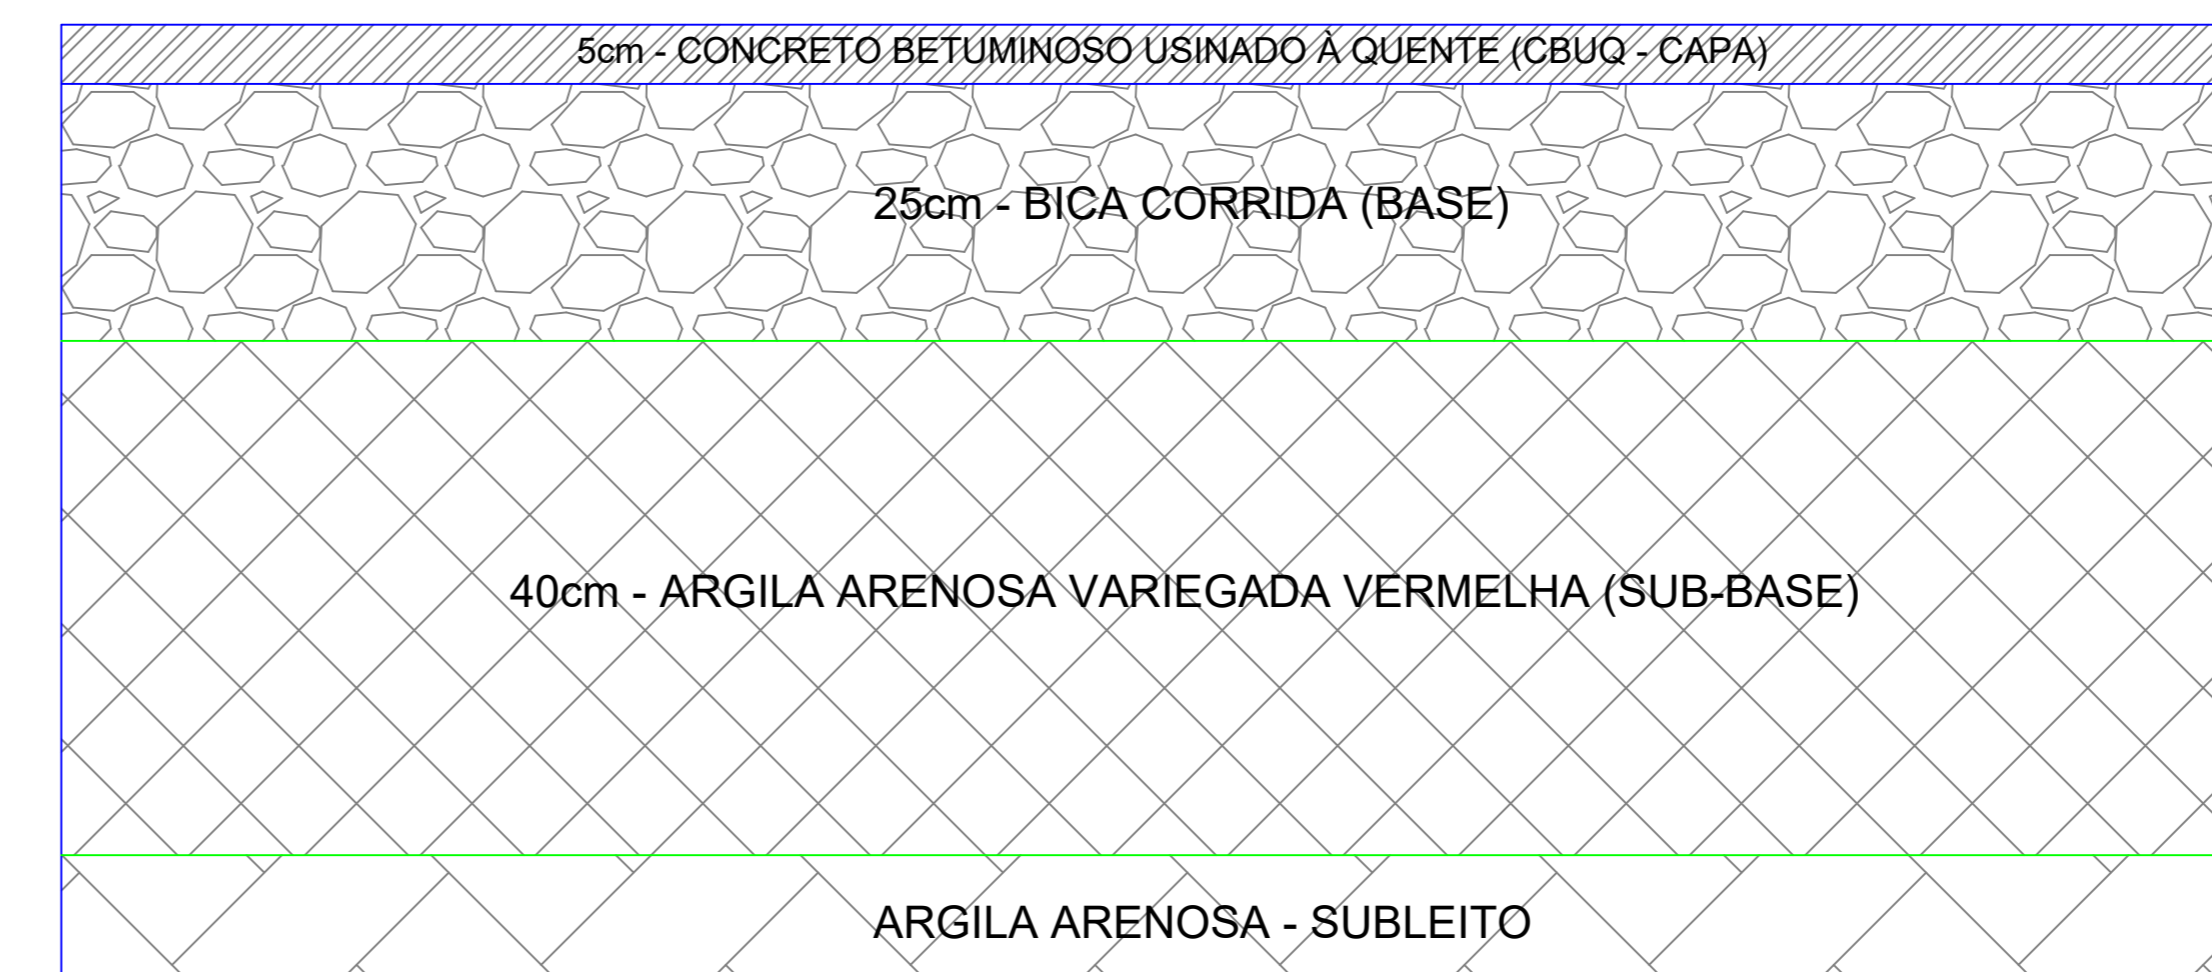 5cm - CONCRETO BETUMINOSO USINADO À QUENTE (CBUQ - CAPA)
25cm - BICA CORRIDA (BASE)
40cm - ARGILA ARENOSA VARIEGADA VERMELHA (SUB-BASE)
ARGILA ARENOSA - SUBLEITO